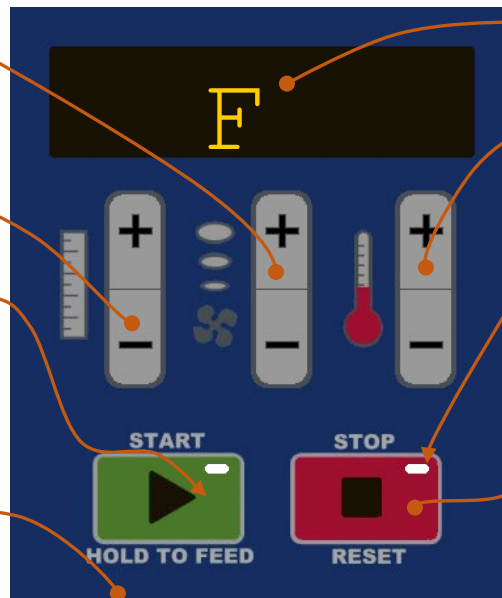 F
+ + +
- - -
START STOP
HOLD TO FEED RESET